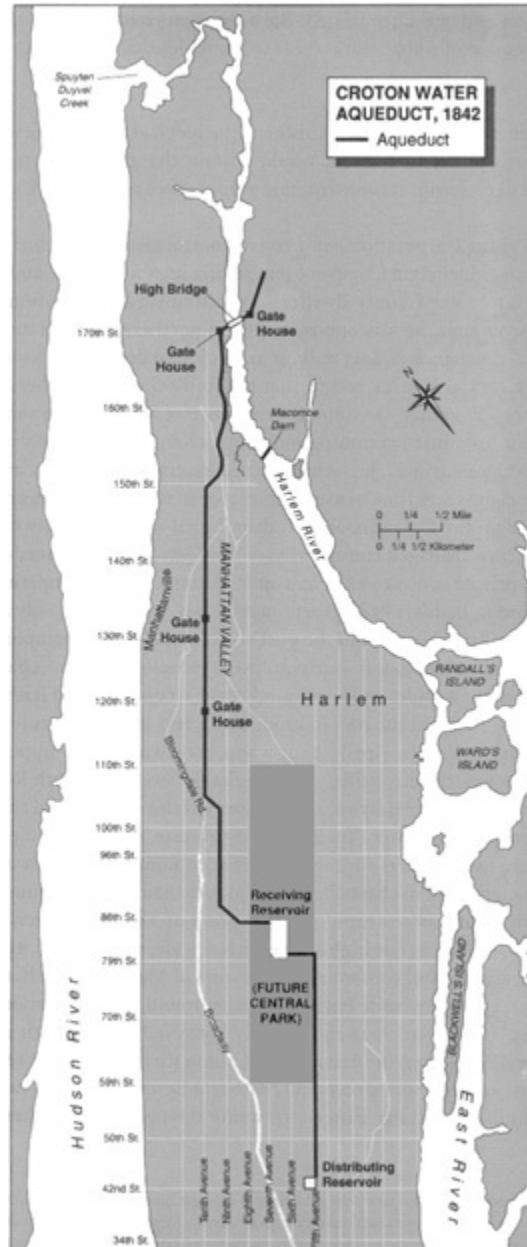 Spuyten
Duyvel
Creek
CROTON WATER
AQUEDUCT, 1842
Aqueduct
High Bridge
Gate
House
170th St.
Gate
House
N
160th St.
Macombs
Dam
150th St.
Harlem River
0 1/4 1/2 Mile
0 1/4 1/2 Kilometer
140th St.
MANHATTAN VALLEY
Manhattanville
Gate
House
130th St.
RANDALL'S
ISLAND
120th St.
Gate
House
Harlem
WARD'S
ISLAND
Bloomingdale Rd.
110th St.
100th St.
96th St.
Receiving
Reservoir
86th St.
79th St.
(FUTURE
CENTRAL
PARK)
BLACKWELL'S ISLAND
70th St.
Broadway
59th St.
Hudson River
East River
50th St.
Distributing
Reservoir
42nd St.
Tenth Avenue
Ninth Avenue
Eighth Avenue
Seventh Avenue
Sixth Avenue
fifth Avenue
34th St.